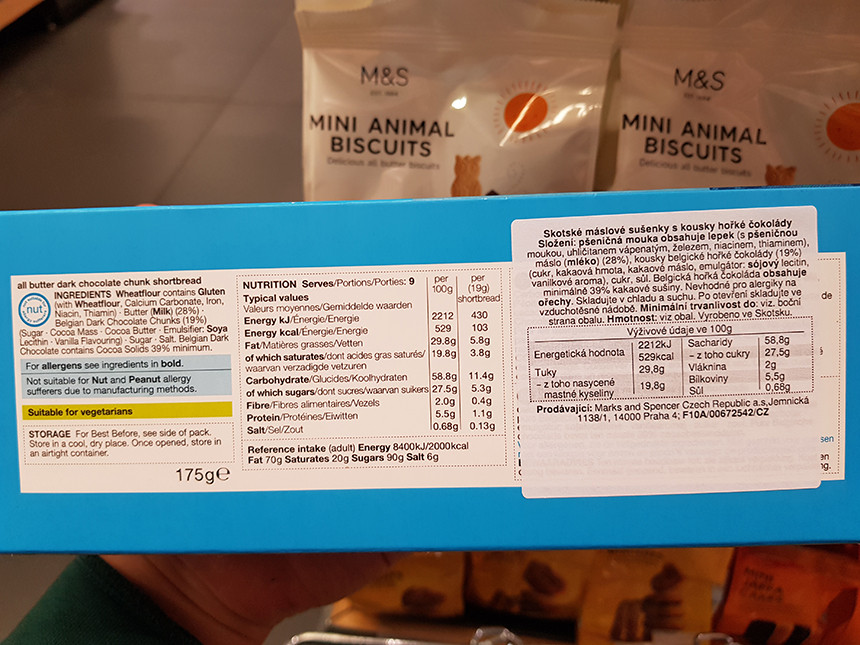 M&S
EST. 1884
MINI ANIMAL
BISCUITS
Delicious all butter biscuits
M&S
EST. 1884
MINI ANIMAL
BISCUITS
Delicious all butter biscuits
all butter dark chocolate chunk shortbread
nut
INGREDIENTS Wheatflour contains Gluten
(with Wheatflour, Calcium Carbonate, Iron,
Niacin, Thiamin) · Butter (Milk) (28%) ·
Belgian Dark Chocolate Chunks (19%)
(Sugar · Cocoa Mass · Cocoa Butter · Emulsifier: Soya
Lecithin · Vanilla Flavouring) · Sugar · Salt. Belgian Dark
Chocolate contains Cocoa Solids 39% minimum.
For allergens see ingredients in bold.
Not suitable for Nut and Peanut allergy
sufferers due to manufacturing methods.
Suitable for vegetarians
STORAGE For Best Before, see side of pack.
Store in a cool, dry place. Once opened, store in
an airtight container.
175g℮
NUTRITION Serves/Portions/Porties: 9 per 100g per (19g) shortbread
Typical values
Valeurs moyennes/Gemiddelde waarden
Energy kJ/Énergie/Energie 2212 430
Energy kcal/Énergie/Energie 529 103
Fat/Matières grasses/Vetten 29.8g 5.8g
of which saturates/dont acides gras saturés/ 19.8g 3.8g
waarvan verzadigde vetzuren
Carbohydrate/Glucides/Koolhydraten 58.8g 11.4g
of which sugars/dont sucres/waarvan suikers 27.5g 5.3g
Fibre/Fibres alimentaires/Vezels 2.0g 0.4g
Protein/Protéines/Eiwitten 5.5g 1.1g
Salt/Sel/Zout 0.68g 0.13g
Reference intake (adult) Energy 8400kJ/2000kcal
Fat 70g Saturates 20g Sugars 90g Salt 6g
Skotské máslové sušenky s kousky hořké čokolády
Složení: pšeničná mouka obsahuje lepek (s pšeničnou
moukou, uhličitanem vápenatým, železem, niacinem, thiaminem),
máslo (mléko) (28%), kousky belgické hořké čokolády (19%)
(cukr, kakaová hmota, kakaové máslo, emulgátor: sójový lecitin,
vanilkové aroma), cukr, sůl. Belgická hořká čokoláda obsahuje
minimálně 39% kakaové sušiny. Nevhodné pro alergiky na
ořechy. Skladujte v chladu a suchu. Po otevření skladujte ve
vzduchotěsné nádobě. Minimální trvanlivost do: viz. boční
strana obalu. Hmotnost: viz obal. Vyrobeno ve Skotsku.
Výživové údaje ve 100g
Energetická hodnota 2212kJ
529kcal
Tuky 29,8g
– z toho nasycené
mastné kyseliny 19,8g
Sacharidy 58,8g
– z toho cukry 27,5g
Vláknina 2g
Bílkoviny 5,5g
Sůl 0,68g
Prodávající: Marks and Spencer Czech Republic a.s,Jemnická
1138/1, 14000 Praha 4; F10A/00672542/CZ
de
sen
en
ng.
MINI
JAFFA
CAKES